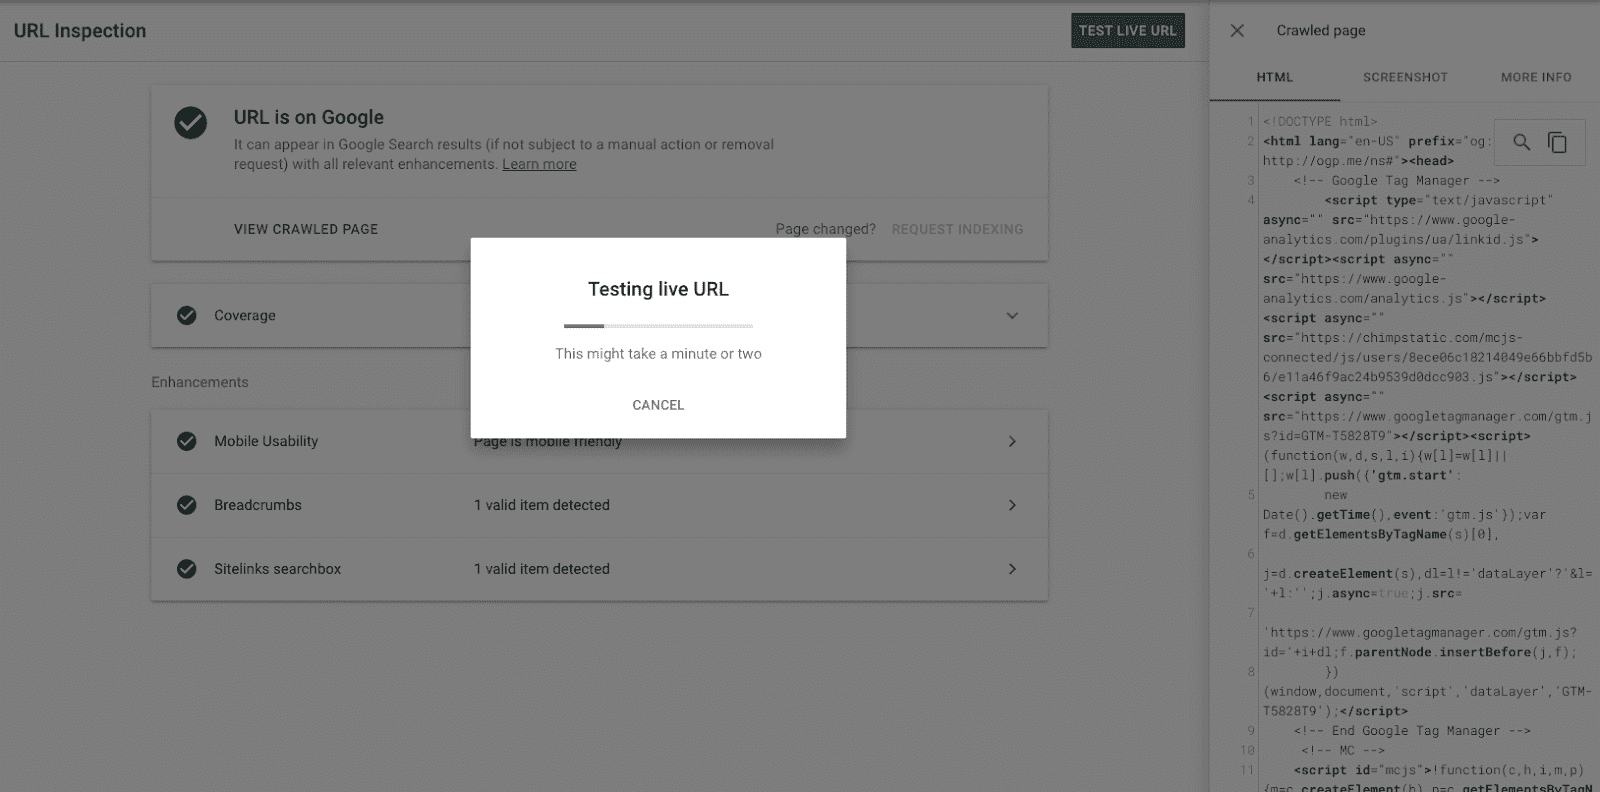 URL Inspection
TEST LIVE URL
URL is on Google
It can appear in Google Search results (if not subject to a manual action or removal
request) with all relevant enhancements. Learn more
VIEW CRAWLED PAGE
Page changed? REQUEST INDEXING
Testing live URL
This might take a minute or two
CANCEL
Coverage
Enhancements
Mobile Usability Page is mobile friendly
Breadcrumbs 1 valid item detected
Sitelinks searchbox 1 valid item detected
Crawled page
HTML SCREENSHOT MORE INFO
1 <!DOCTYPE html>
2 <html lang="en-US" prefix="og:
http://ogp.me/ns#"><head>
3 <!-- Google Tag Manager -->
4 <script type="text/javascript"
async="" src="https://www.google-
analytics.com/plugins/ua/linkid.js">
</script><script async=""
src="https://www.google-
analytics.com/analytics.js"></script>
<script async=""
src="https://chimpstatic.com/mcjs-
connected/js/users/8ece06c18214049e66bbfd5b
6/e11a46f9ac24b9539d0dcc903.js"></script>
<script async=""
src="https://www.googletagmanager.com/gtm.j
s?id=GTM-T5828T9"></script><script>
(function(w,d,s,l,i){w[l]=w[l]||
[];w[l].push({'gtm.start':
5 new
Date().getTime(),event:'gtm.js'});var
f=d.getElementsByTagName(s)[0],
6
j=d.createElement(s),dl=l!='dataLayer'?'&l=
'+l:'';j.async=true;j.src=
7
'https://www.googletagmanager.com/gtm.js?
id='+i+dl;f.parentNode.insertBefore(j,f);
8 })
(window,document,'script','dataLayer','GTM-
T5828T9');</script>
9 <!-- End Google Tag Manager -->
10 <!-- MC -->
11 <script id="mcjs">!function(c,h,i,m,p)
{m=c.createElement(h),p=c.getElementsByTagN